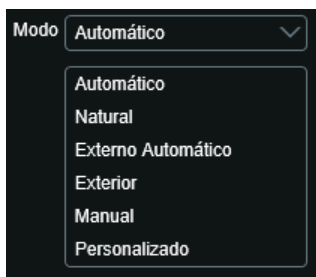 Modo Automático
Automático
Natural
Externo Automático
Exterior
Manual
Personalizado